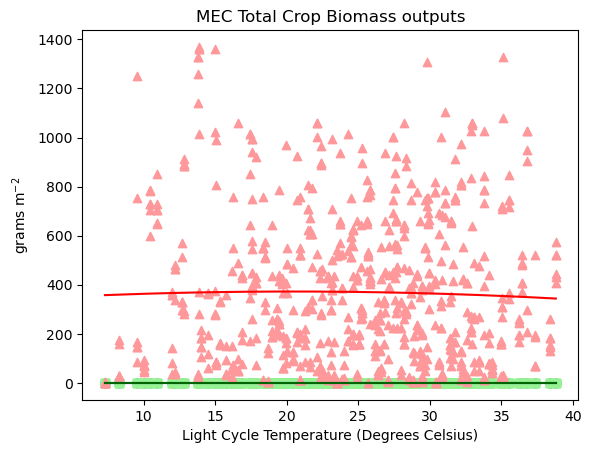 MEC Total Crop Biomass outputs
1400
1200
1000
800
600
400
200
0
grams m⁻²
10 15 20 25 30 35 40
Light Cycle Temperature (Degrees Celsius)